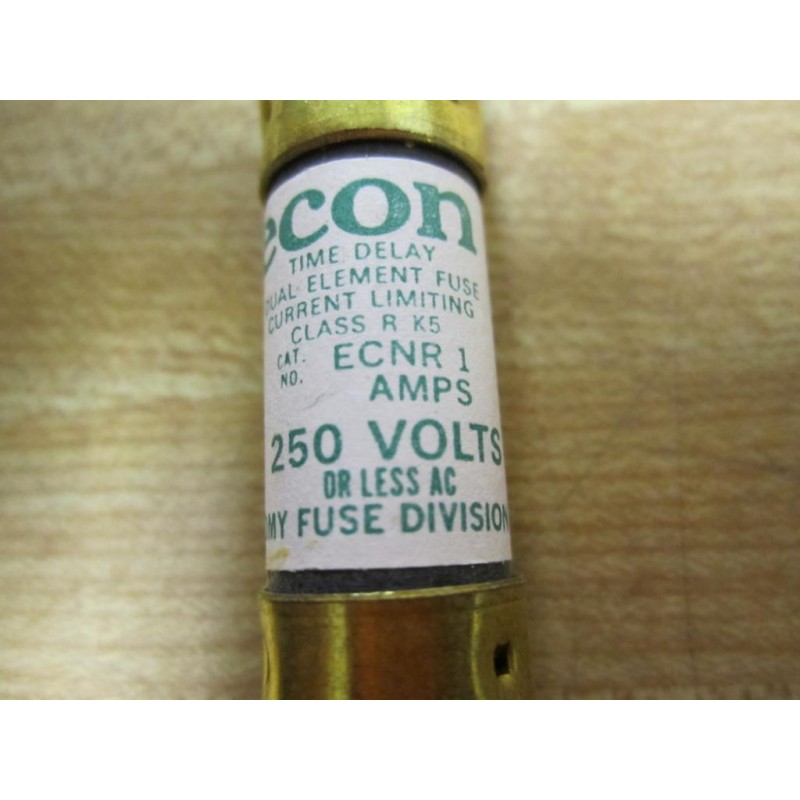 econ
TIME DELAY
DUAL ELEMENT FUSE
CURRENT LIMITING
CLASS R K5
CAT. NO. ECNR 1
AMPS
250 VOLTS
OR LESS AC
MY FUSE DIVISION